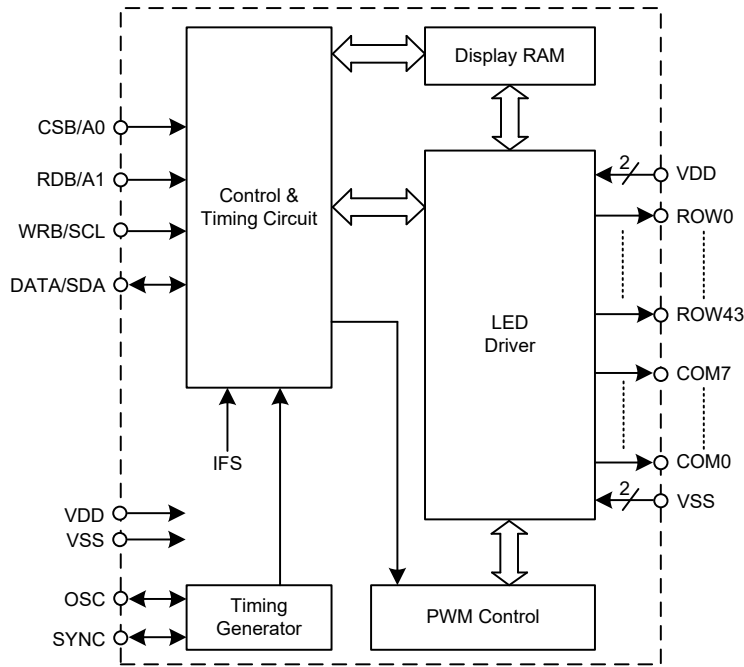 Display RAM
CSB/A0
RDB/A1
WRB/SCL
DATA/SDA
Control &
Timing Circuit
2
VDD
ROW0
ROW43
LED
Driver
COM7
COM0
2
VSS
IFS
VDD
VSS
OSC
SYNC
Timing
Generator
PWM Control